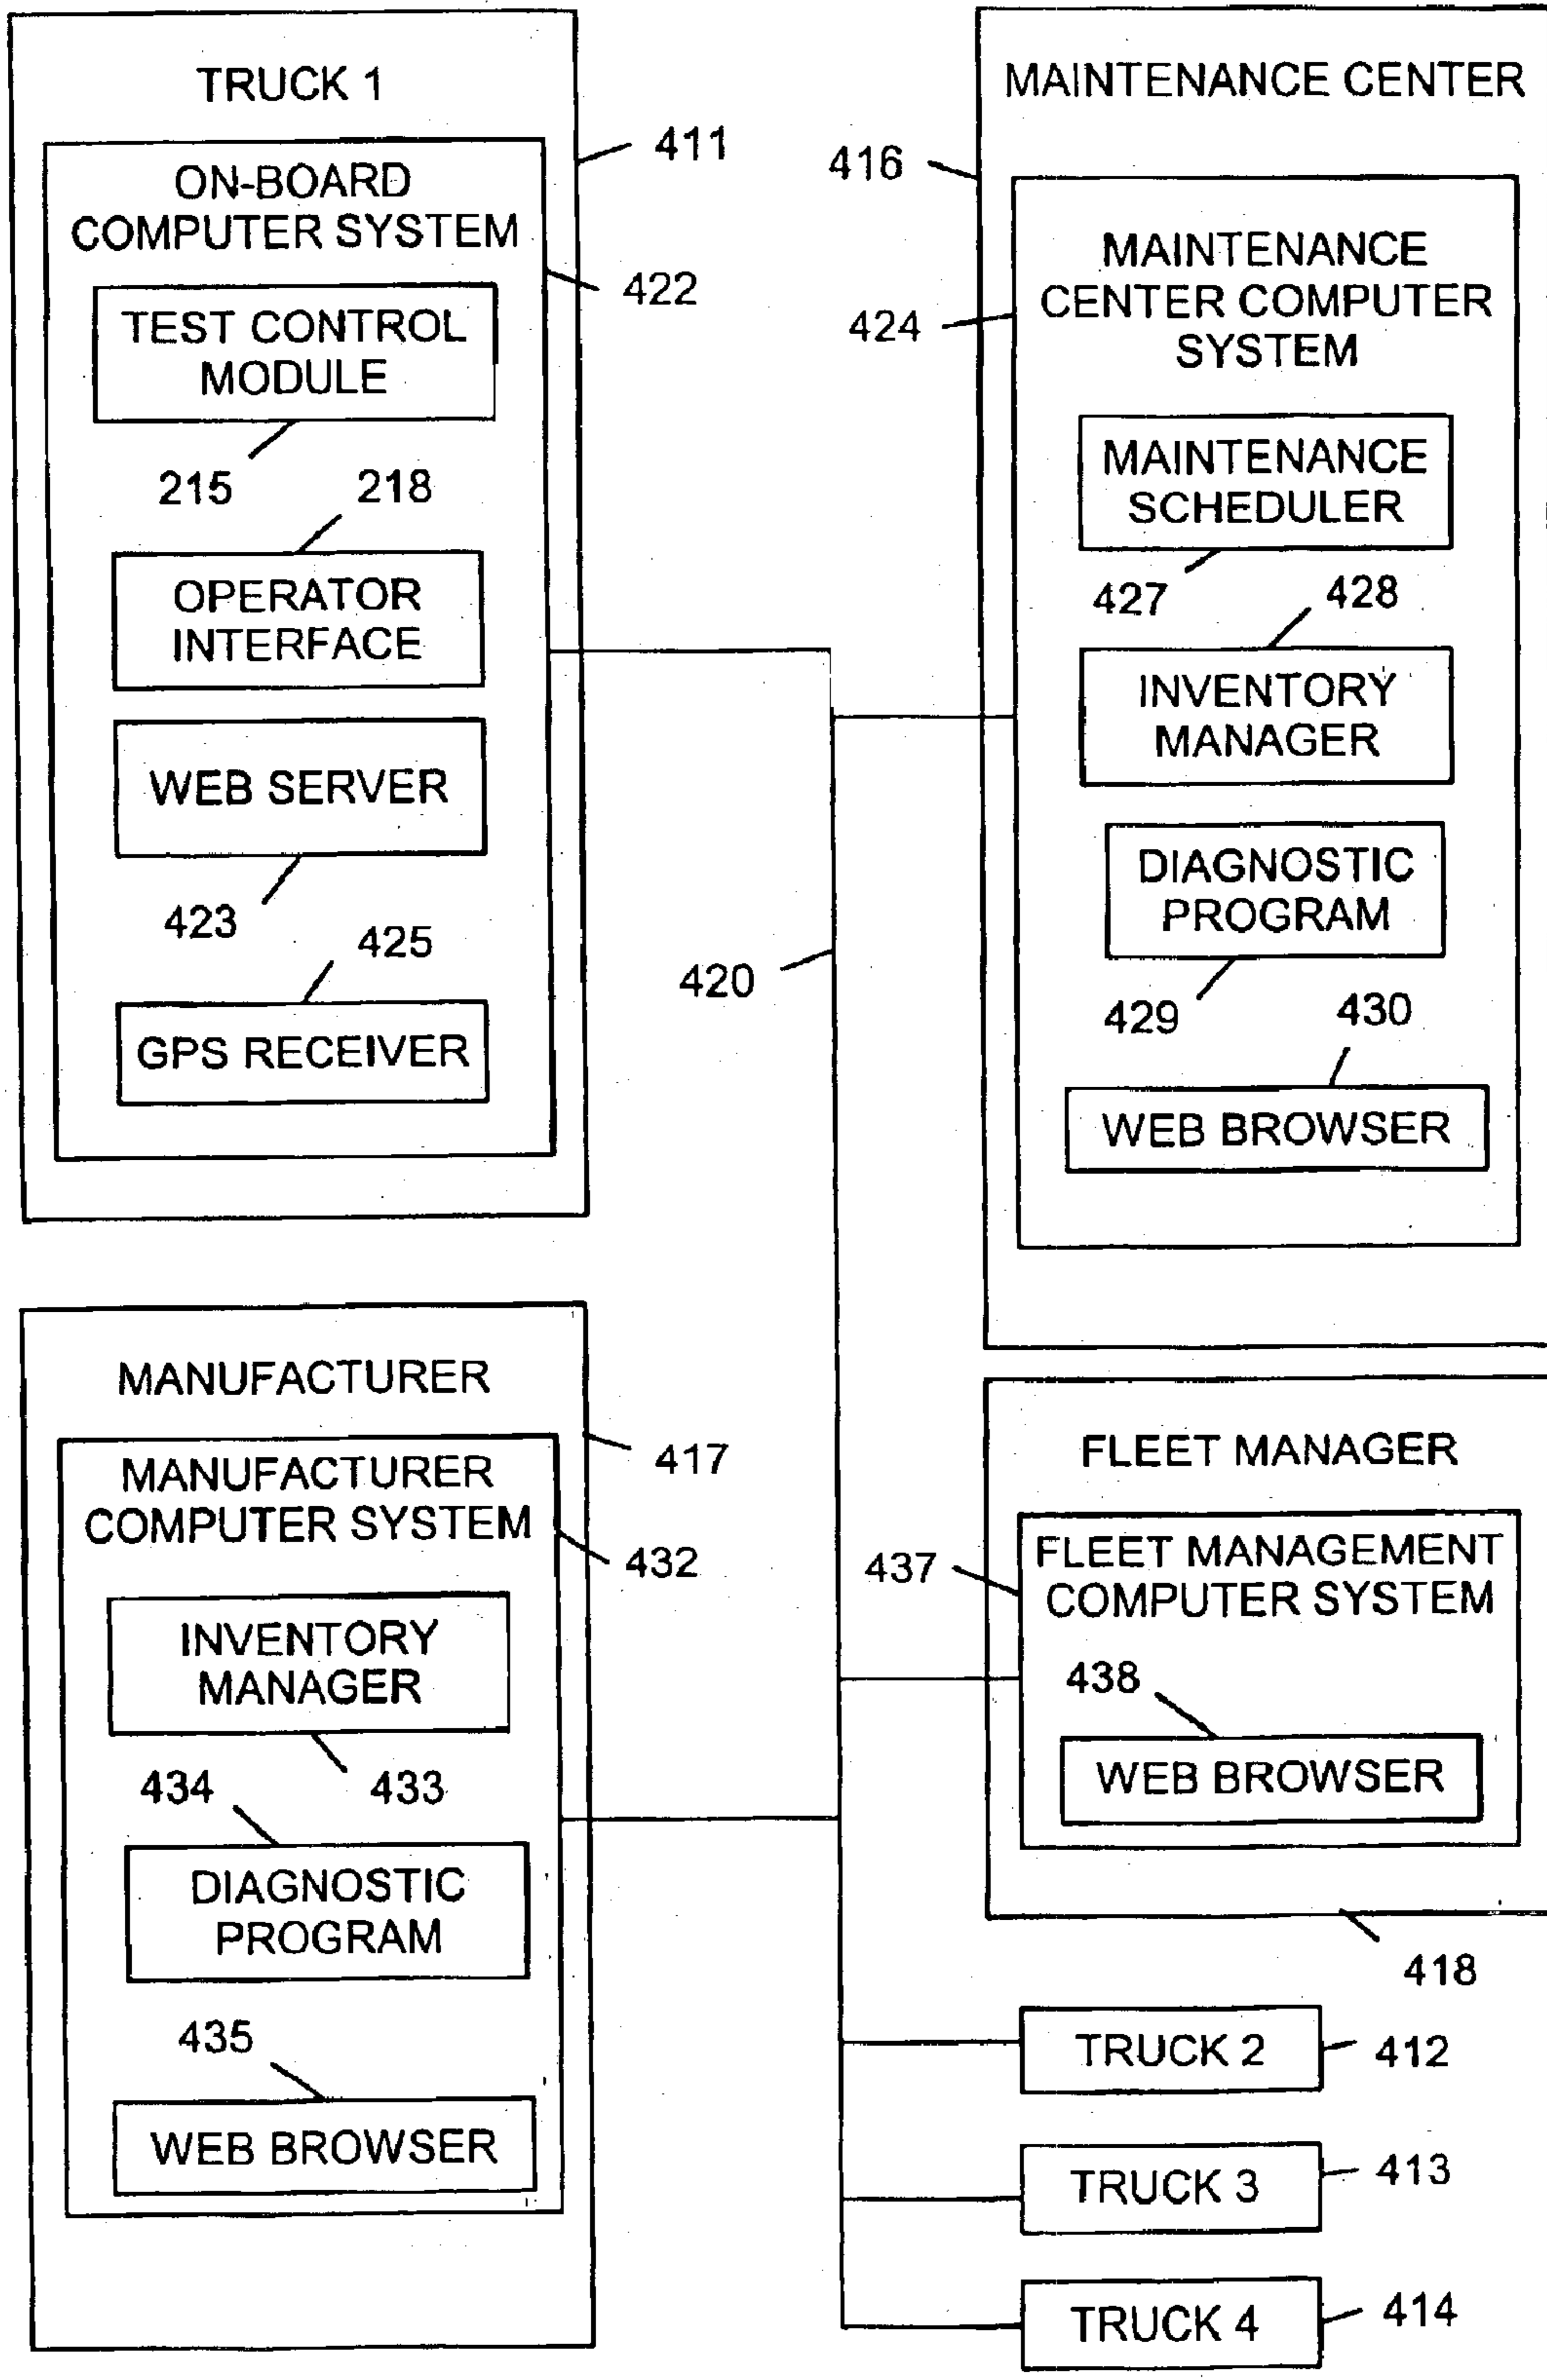 TRUCK 1
411
ON-BOARD
COMPUTER SYSTEM
422
TEST CONTROL
MODULE
215
218
OPERATOR
INTERFACE
WEB SERVER
423
425
GPS RECEIVER
420
MAINTENANCE CENTER
416
MAINTENANCE
CENTER COMPUTER
SYSTEM
424
MAINTENANCE
SCHEDULER
427
428
INVENTORY
MANAGER
DIAGNOSTIC
PROGRAM
429
430
WEB BROWSER
MANUFACTURER
417
MANUFACTURER
COMPUTER SYSTEM
432
INVENTORY
MANAGER
433
434
DIAGNOSTIC
PROGRAM
435
WEB BROWSER
FLEET MANAGER
437
FLEET MANAGEMENT
COMPUTER SYSTEM
438
WEB BROWSER
418
TRUCK 2
412
TRUCK 3
413
TRUCK 4
414